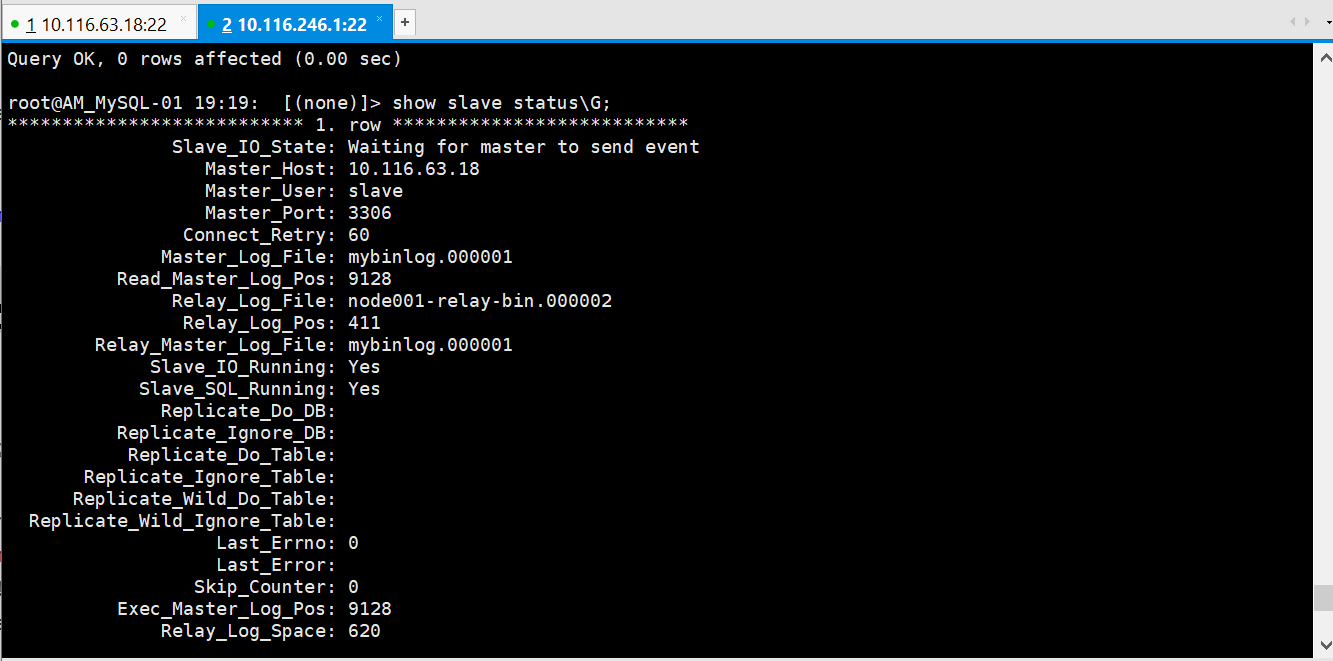 1 10.116.63.18:22 × 2 10.116.246.1:22 × +
Query OK, 0 rows affected (0.00 sec)
root@AM_MySQL-01 19:19:  [(none)]> show slave status\G;
*************************** 1. row ***************************
Slave_IO_State: Waiting for master to send event
Master_Host: 10.116.63.18
Master_User: slave
Master_Port: 3306
Connect_Retry: 60
Master_Log_File: mybinlog.000001
Read_Master_Log_Pos: 9128
Relay_Log_File: node001-relay-bin.000002
Relay_Log_Pos: 411
Relay_Master_Log_File: mybinlog.000001
Slave_IO_Running: Yes
Slave_SQL_Running: Yes
Replicate_Do_DB:
Replicate_Ignore_DB:
Replicate_Do_Table:
Replicate_Ignore_Table:
Replicate_Wild_Do_Table:
Replicate_Wild_Ignore_Table:
Last_Errno: 0
Last_Error:
Skip_Counter: 0
Exec_Master_Log_Pos: 9128
Relay_Log_Space: 620